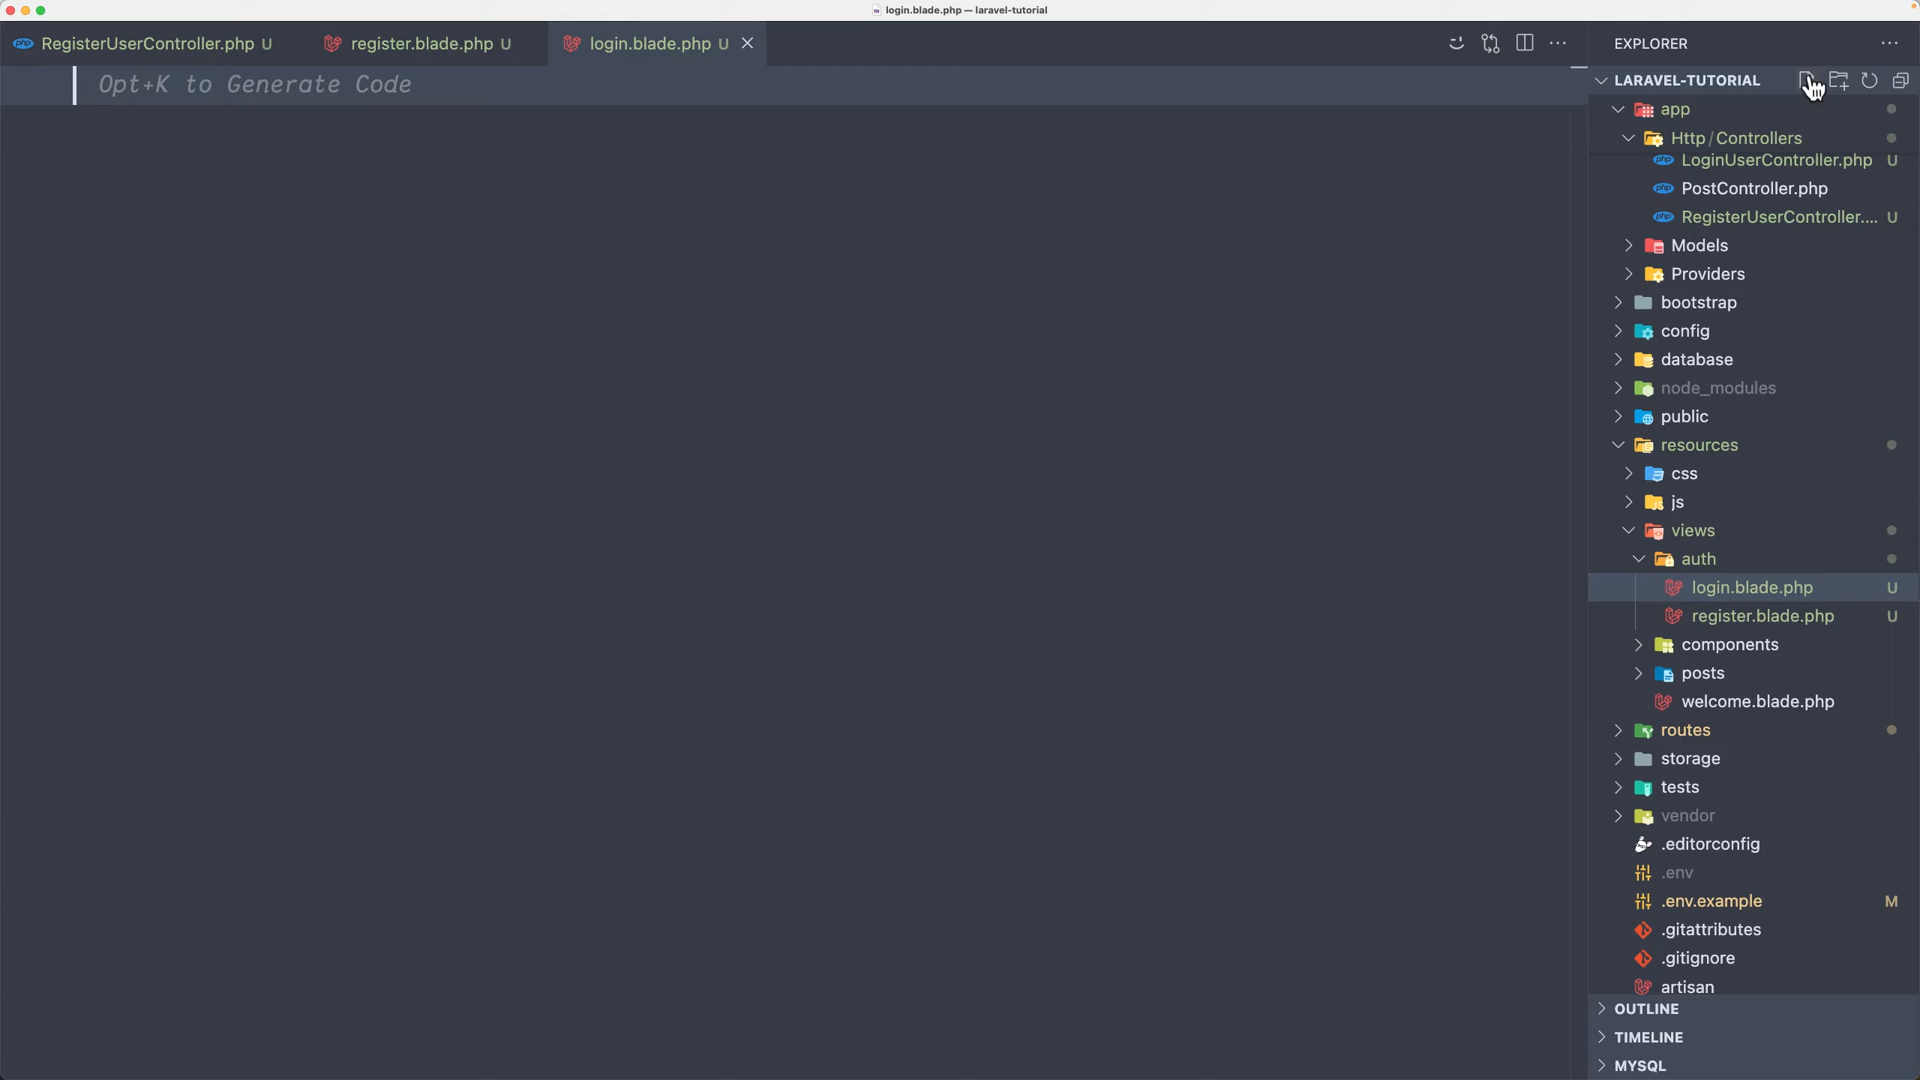 login.blade.php — laravel-tutorial
RegisterUserController.php U
register.blade.php U
login.blade.php U
EXPLORER
Opt+K to Generate Code
LARAVEL-TUTORIAL
app
Http / Controllers
LoginUserController.php U
PostController.php
RegisterUserController.... U
Models
Providers
bootstrap
config
database
node_modules
public
resources
css
js
views
auth
login.blade.php U
register.blade.php U
components
posts
welcome.blade.php
routes
storage
tests
vendor
.editorconfig
.env
.env.example M
.gitattributes
.gitignore
artisan
OUTLINE
TIMELINE
MYSQL